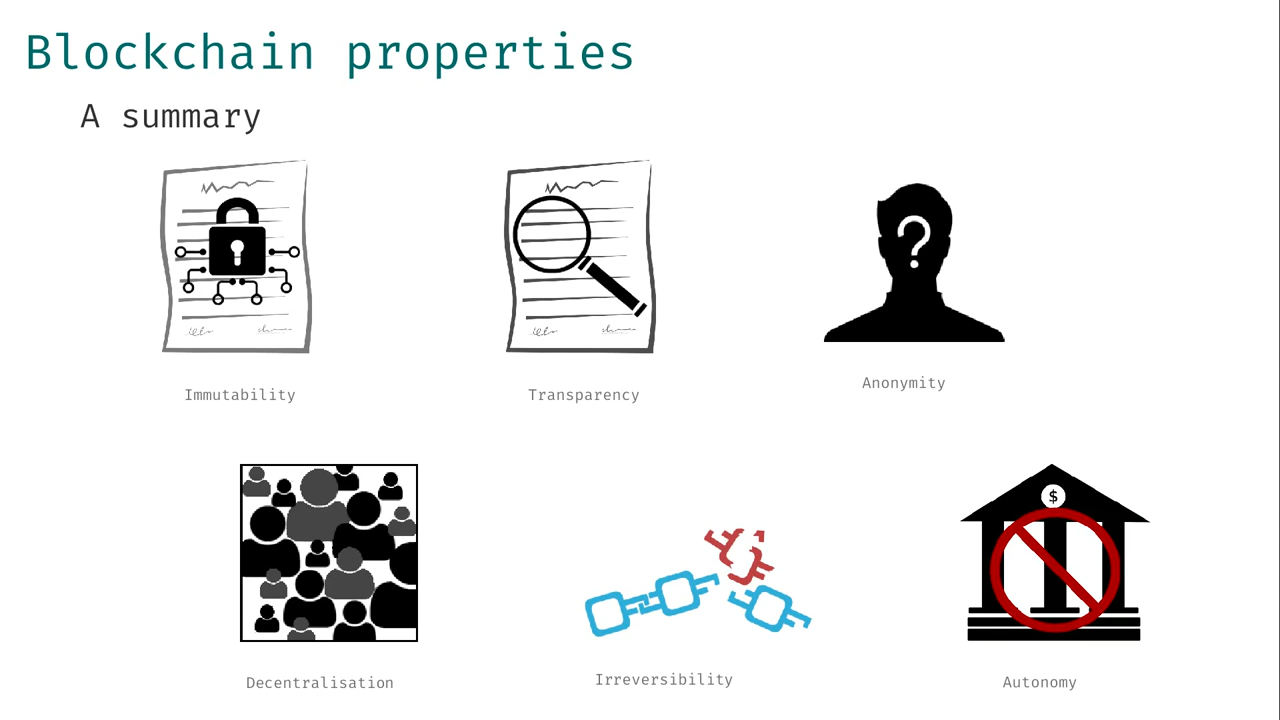 Blockchain properties
A summary
?
Immutability
Transparency
Anonymity
$
Decentralisation
Irreversibility
Autonomy